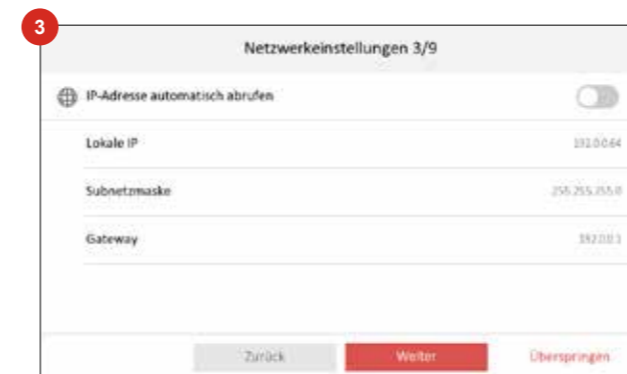 3
Netzwerkeinstellungen 3/9
IP-Adresse automatisch abrufen
Lokale IP 192.0.0.64
Subnetzmaske 255.255.255.0
Gateway 192.0.0.1
Zurück Weiter Überspringen